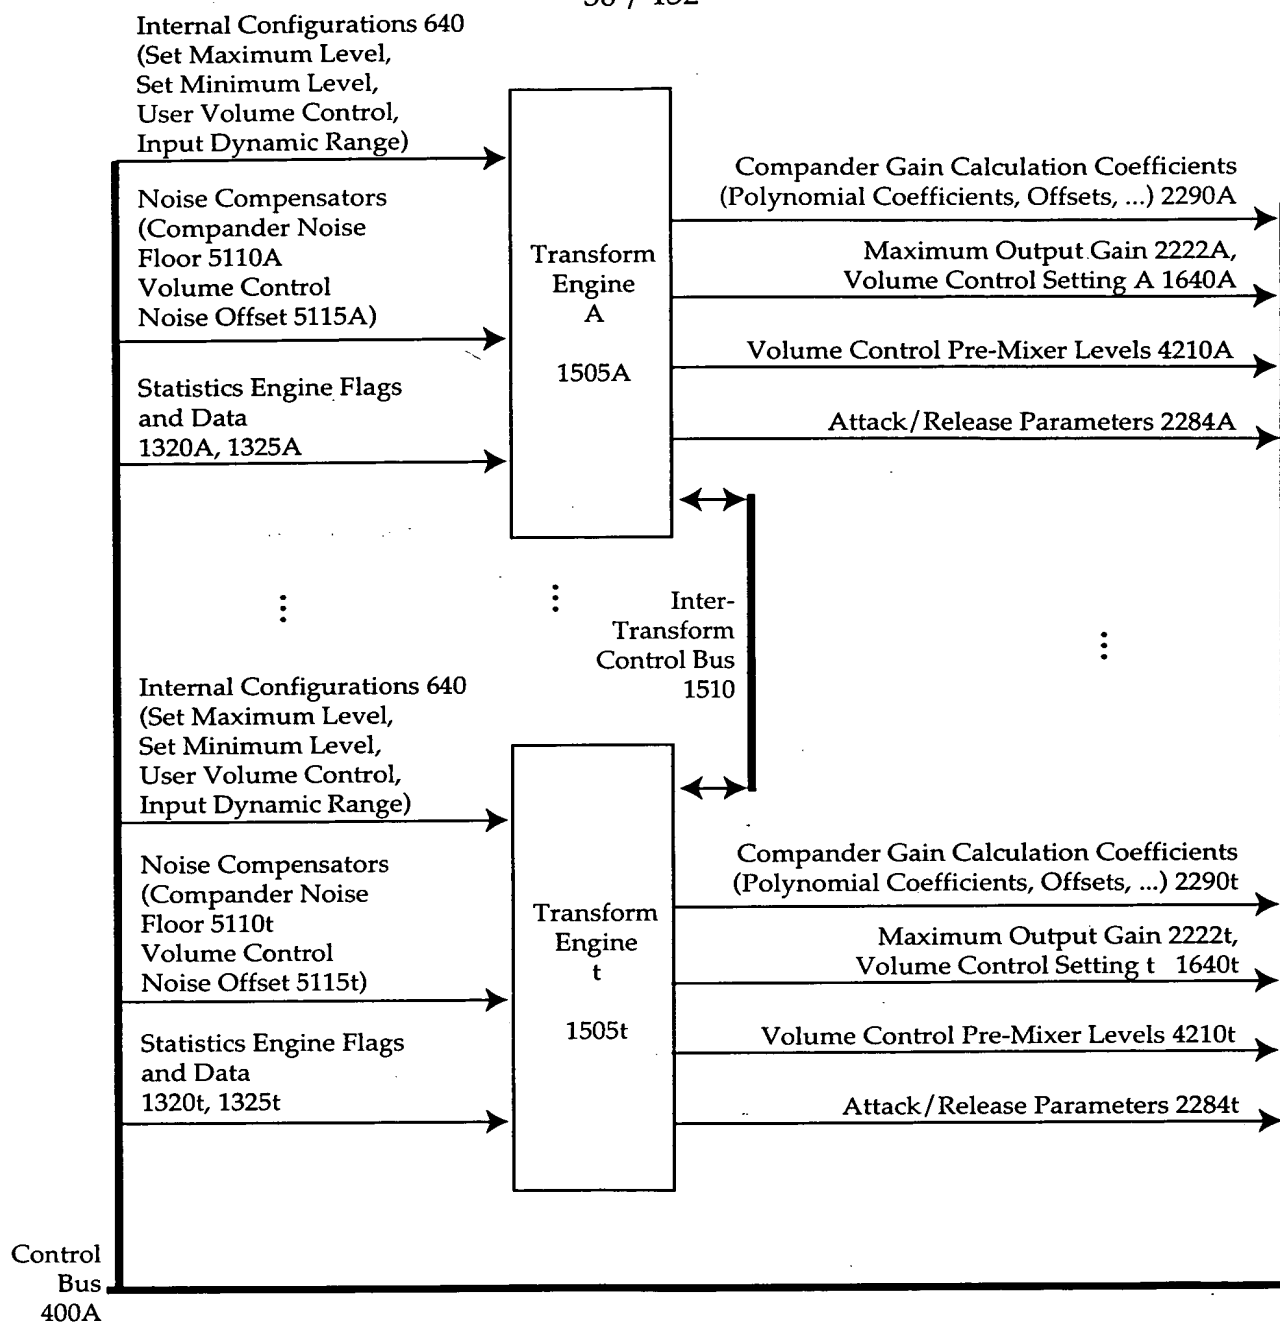 Internal Configurations 640
(Set Maximum Level,
Set Minimum Level,
User Volume Control,
Input Dynamic Range)
Noise Compensators
(Compander Noise
Floor 5110A
Volume Control
Noise Offset 5115A)
Statistics Engine Flags
and Data
1320A, 1325A
Transform
Engine
A
1505A
Compander Gain Calculation Coefficients
(Polynomial Coefficients, Offsets, ...) 2290A
Maximum Output Gain 2222A,
Volume Control Setting A 1640A
Volume Control Pre-Mixer Levels 4210A
Attack/Release Parameters 2284A
Inter-
Transform
Control Bus
1510
Internal Configurations 640
(Set Maximum Level,
Set Minimum Level,
User Volume Control,
Input Dynamic Range)
Noise Compensators
(Compander Noise
Floor 5110t
Volume Control
Noise Offset 5115t)
Statistics Engine Flags
and Data
1320t, 1325t
Transform
Engine
t
1505t
Compander Gain Calculation Coefficients
(Polynomial Coefficients, Offsets, ...) 2290t
Maximum Output Gain 2222t,
Volume Control Setting t 1640t
Volume Control Pre-Mixer Levels 4210t
Attack/Release Parameters 2284t
Control
Bus
400A